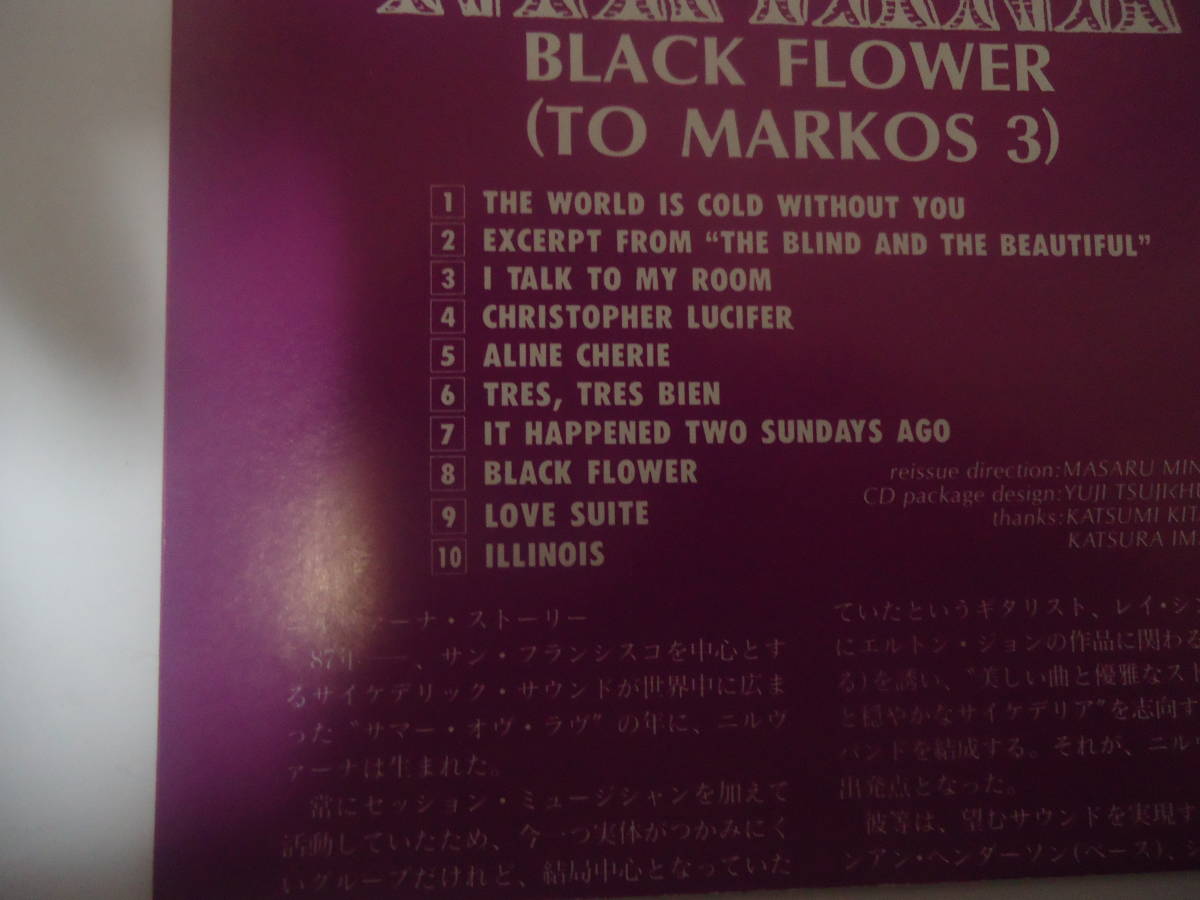 BLACK FLOWER
(TO MARKOS 3)
1 THE WORLD IS COLD WITHOUT YOU
2 EXCERPT FROM “THE BLIND AND THE BEAUTIFUL”
3 I TALK TO MY ROOM
4 CHRISTOPHER LUCIFER
5 ALINE CHERIE
6 TRES, TRES BIEN
7 IT HAPPENED TWO SUNDAYS AGO
8 BLACK FLOWER
9 LOVE SUITE
10 ILLINOIS
reissue direction:MASARU MIN
CD package design:YUJI TSUJIKHU
thanks:KATSUMI KIT
KATSURA IM
ーナ・ストーリー
87年──、サン・フランシスコを中心とす
るサイケデリック・サウンドが世界中に広ま
った“サマー・オヴ・ラヴ”の年に、ニルヴ
ァーナは生まれた。
常にセッション・ミュージシャンを加えて
活動していたため、今一つ実体がつかみにく
いグループだけれど、結局中心となっていた
ていたというギタリスト、レイ・シ
にエルトン・ジョンの作品に関わる
る)を誘い、“美しい曲と優雅なスト
と穏やかなサイケデリア”を志向す
バンドを結成する。それが、ニル
出発点となった。
彼等は、望むサウンドを実現す
ンアン・ヘンダーソン(ベース)、シ